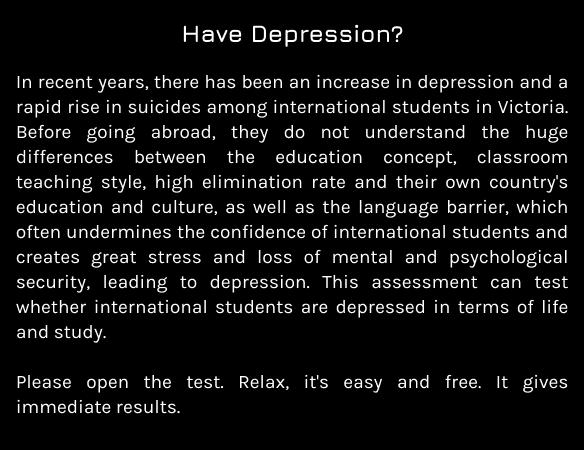 Have Depression?
In recent years, there has been an increase in depression and a
rapid rise in suicides among international students in Victoria.
Before going abroad, they do not understand the huge
differences between the education concept, classroom
teaching style, high elimination rate and their own country's
education and culture, as well as the language barrier, which
often undermines the confidence of international students and
creates great stress and loss of mental and psychological
security, leading to depression. This assessment can test
whether international students are depressed in terms of life
and study.
Please open the test. Relax, it's easy and free. It gives
immediate results.